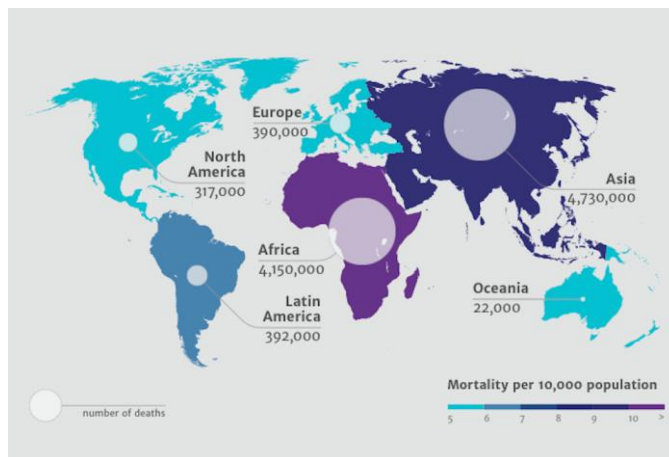 Europe
390,000
North
America
317,000
Asia
4,730,000
Africa
4,150,000
Latin
America
392,000
Oceania
22,000
Mortality per 10,000 population
5 6 7 8 9 10 >
number of deaths